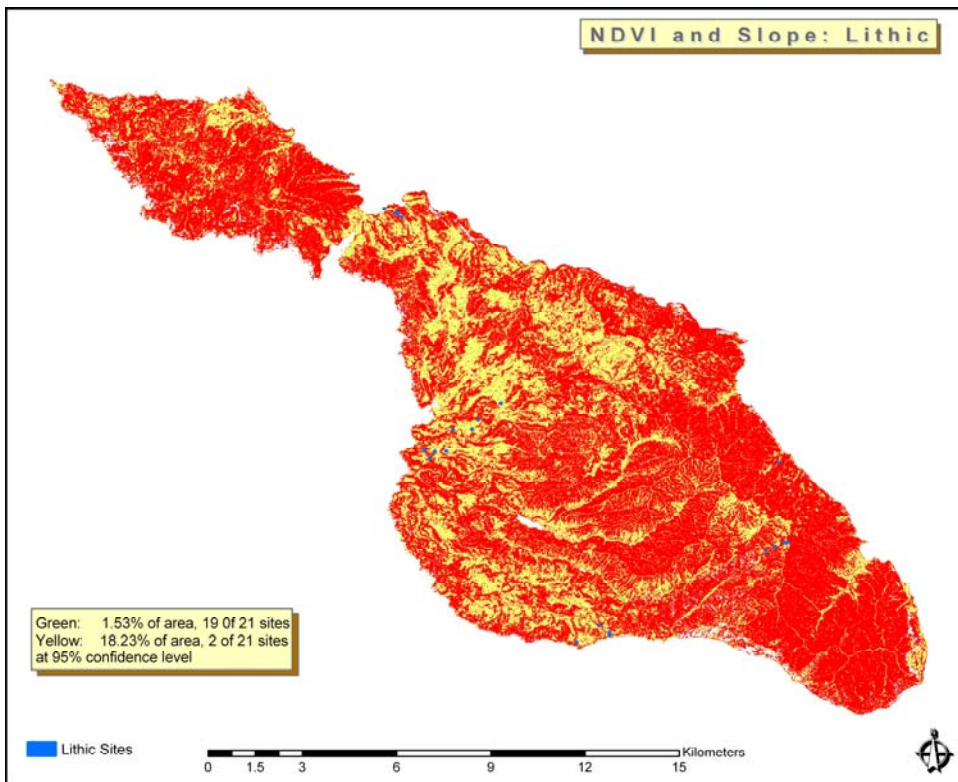 NDVI and Slope: Lithic
Green: 1.53% of area, 19 0f 21 sites
Yellow: 18.23% of area, 2 of 21 sites
at 95% confidence level
Lithic Sites
Kilometers
0 1.5 3 6 9 12 15